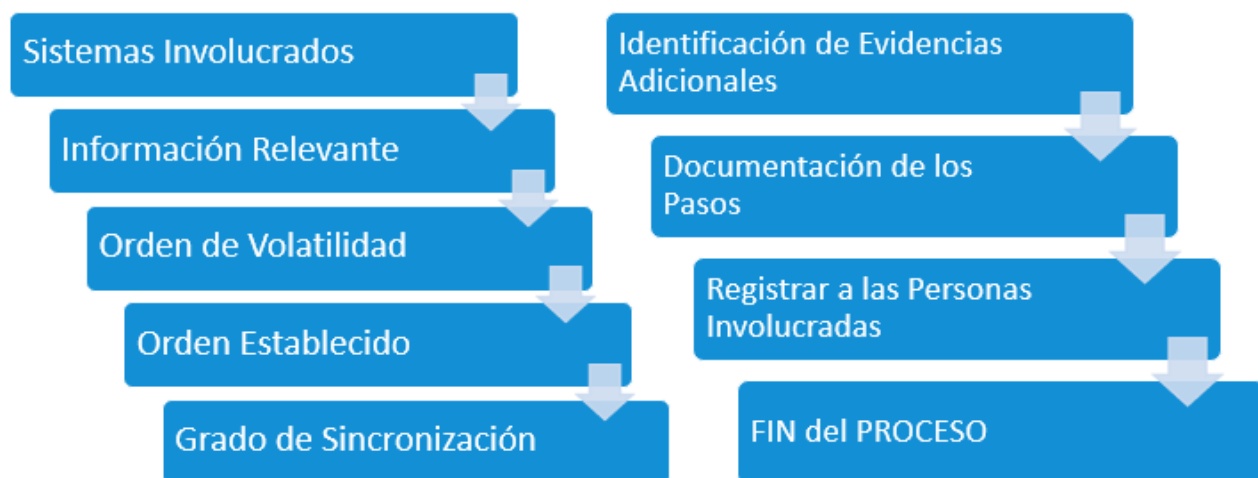 Sistemas Involucrados
Información Relevante
Orden de Volatilidad
Orden Establecido
Grado de Sincronización
Identificación de Evidencias
Adicionales
Documentación de los
Pasos
Registrar a las Personas
Involucradas
FIN del PROCESO